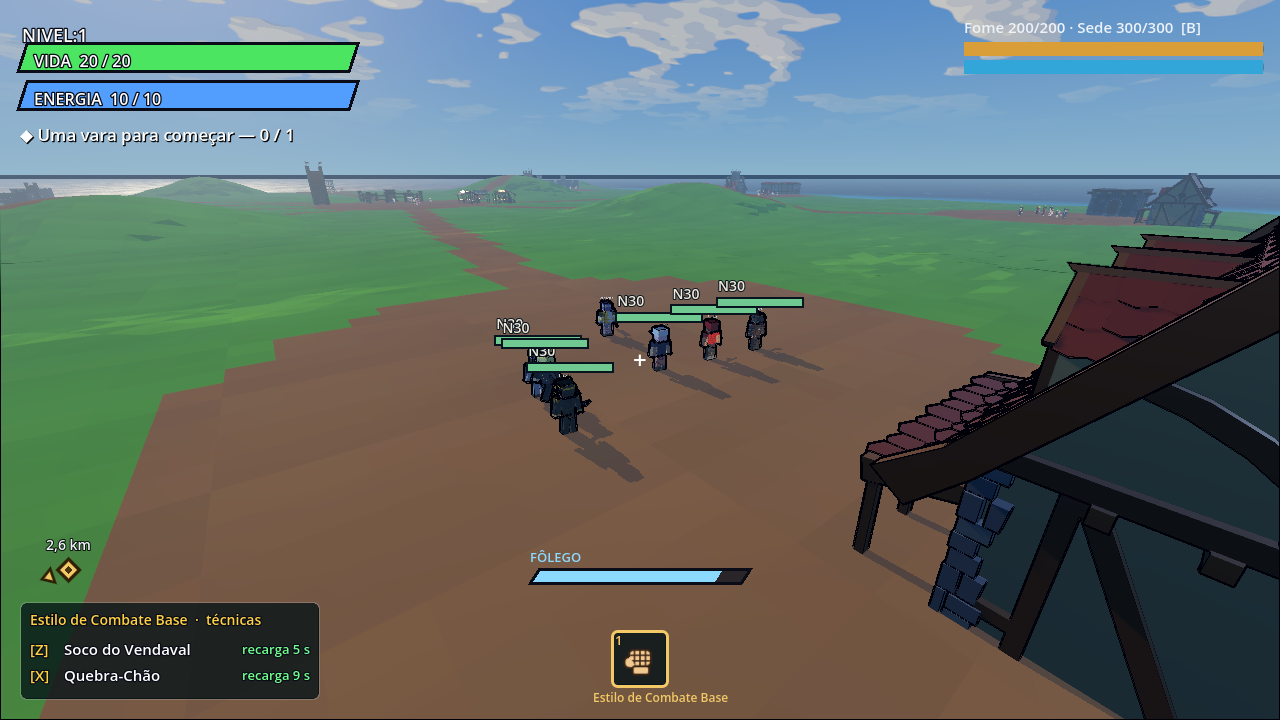 NIVEL:1
VIDA 20 / 20
ENERGIA 10 / 10
◆ Uma vara para começar — 0 / 1
Fome 200/200 · Sede 300/300 [B]
N30
N30
N30
N30
N30
N30
2,6 km
FÔLEGO
Estilo de Combate Base · técnicas
[Z] Soco do Vendaval recarga 5 s
[X] Quebra-Chão recarga 9 s
1
Estilo de Combate Base